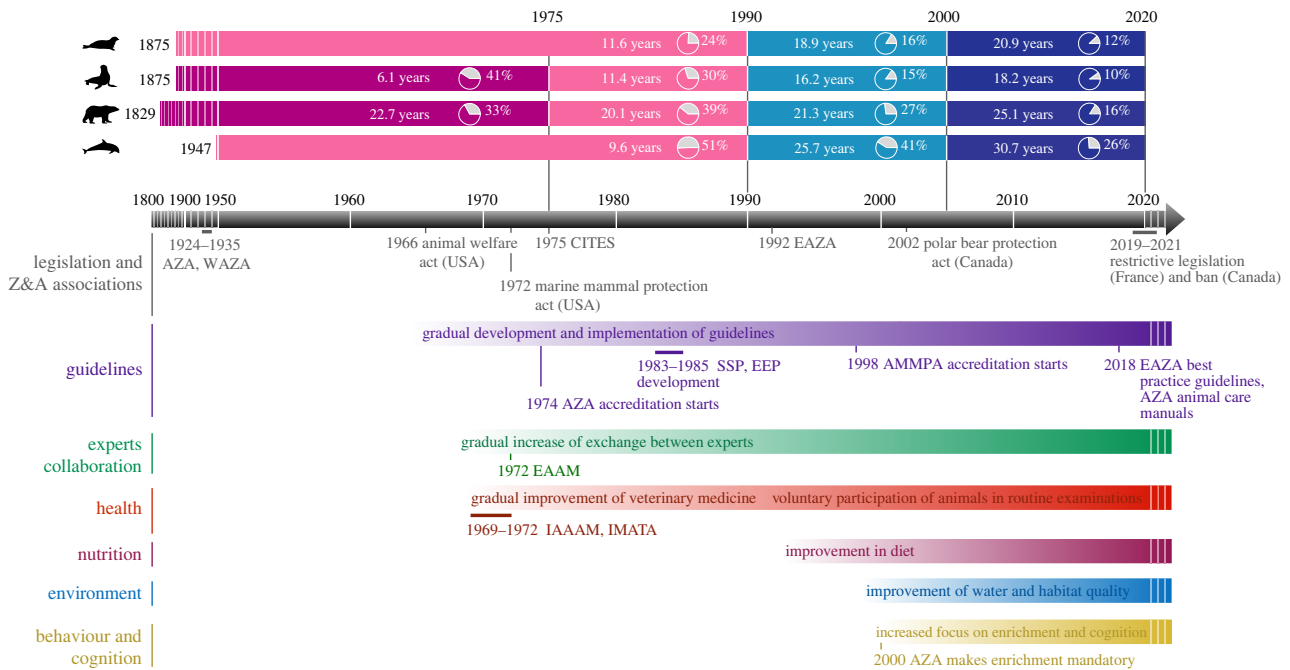 1975 1990 2000 2020
1875 11.6 years 24% 18.9 years 16% 20.9 years 12%
1875 6.1 years 41% 11.4 years 30% 16.2 years 15% 18.2 years 10%
1829 22.7 years 33% 20.1 years 39% 21.3 years 27% 25.1 years 16%
1947 9.6 years 51% 25.7 years 41% 30.7 years 26%
1800 1900 1950 1960 1970 1980 1990 2000 2010 2020
legislation and
Z&A associations
1924–1935
AZA, WAZA
1966 animal welfare
act (USA)
1975 CITES
1972 marine mammal protection
act (USA)
1992 EAZA
2002 polar bear protection
act (Canada)
2019–2021
restrictive legislation
(France) and ban (Canada)
guidelines
gradual development and implementation of guidelines
1974 AZA accreditation starts
1983–1985 SSP, EEP
development
1998 AMMPA accreditation starts
2018 EAZA best
practice guidelines,
AZA animal care
manuals
experts
collaboration
gradual increase of exchange between experts
1972 EAAM
health
gradual improvement of veterinary medicine voluntary participation of animals in routine examinations
1969–1972 IAAAM, IMATA
nutrition
improvement in diet
environment
improvement of water and habitat quality
behaviour and
cognition
increased focus on enrichment and cognition
2000 AZA makes enrichment mandatory